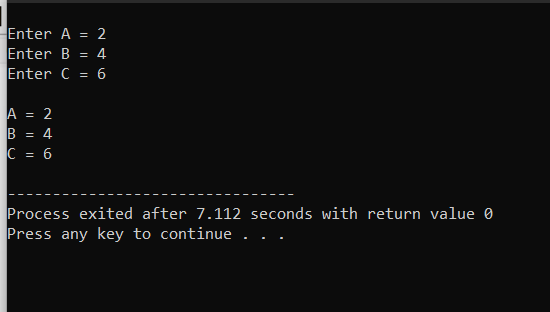 Enter A = 2
Enter B = 4
Enter C = 6
A = 2
B = 4
C = 6
--------------------------------
Process exited after 7.112 seconds with return value 0
Press any key to continue . . .